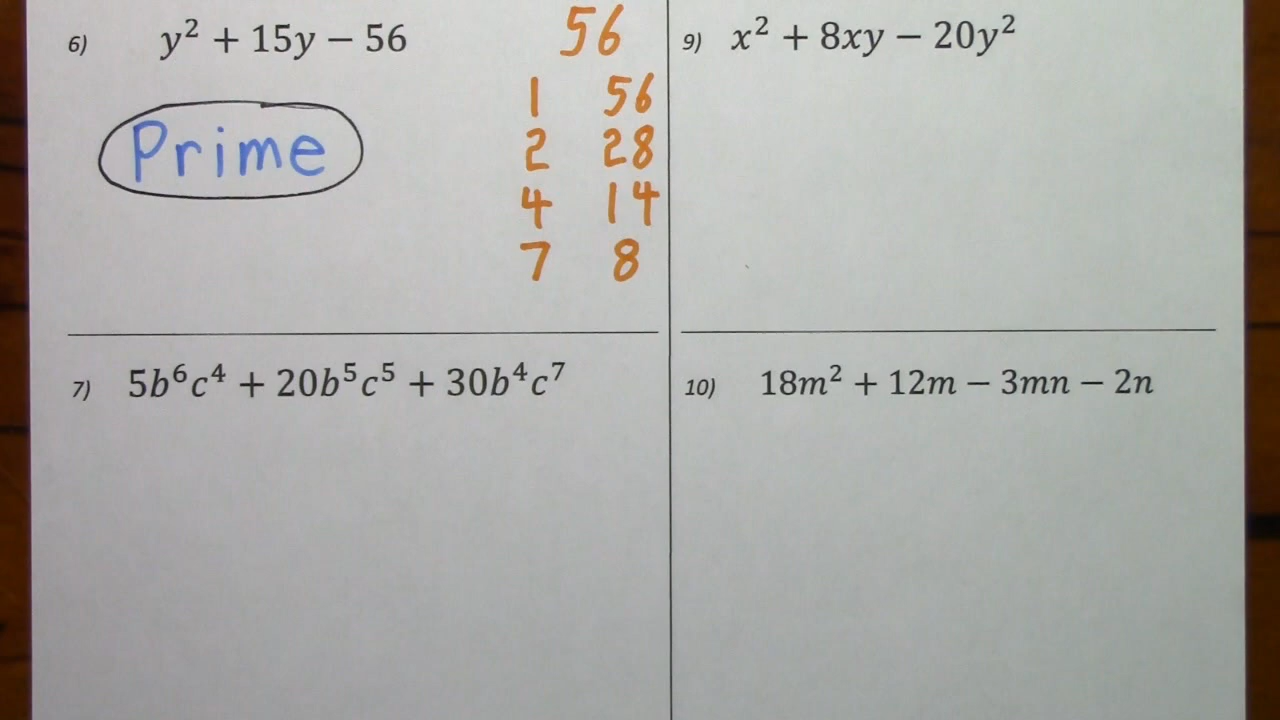 6) y² + 15y − 56
Prime
56
1 56
2 28
4 14
7 8
7) 5b⁶c⁴ + 20b⁵c⁵ + 30b⁴c⁷
9) x² + 8xy − 20y²
10) 18m² + 12m − 3mn − 2n